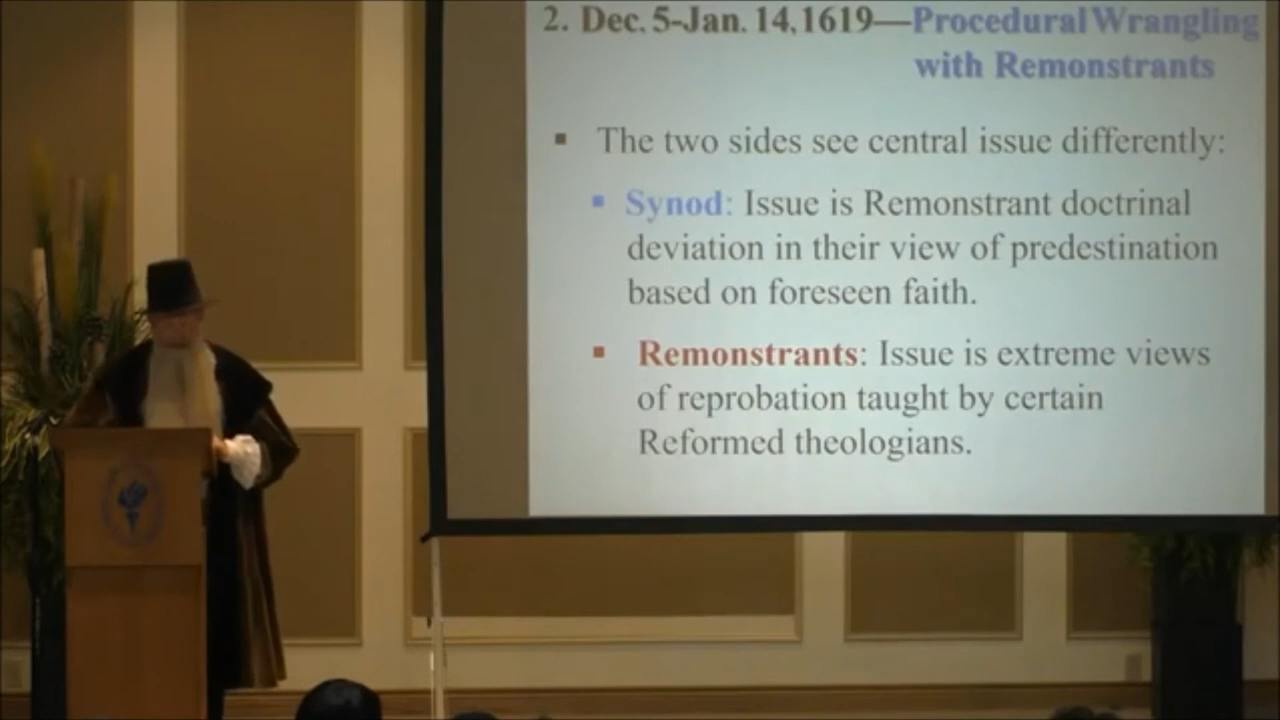 2. Dec. 5-Jan. 14, 1619—Procedural Wrangling
with Remonstrants
▪ The two sides see central issue differently:
▪ Synod: Issue is Remonstrant doctrinal
deviation in their view of predestination
based on foreseen faith.
▪ Remonstrants: Issue is extreme views
of reprobation taught by certain
Reformed theologians.